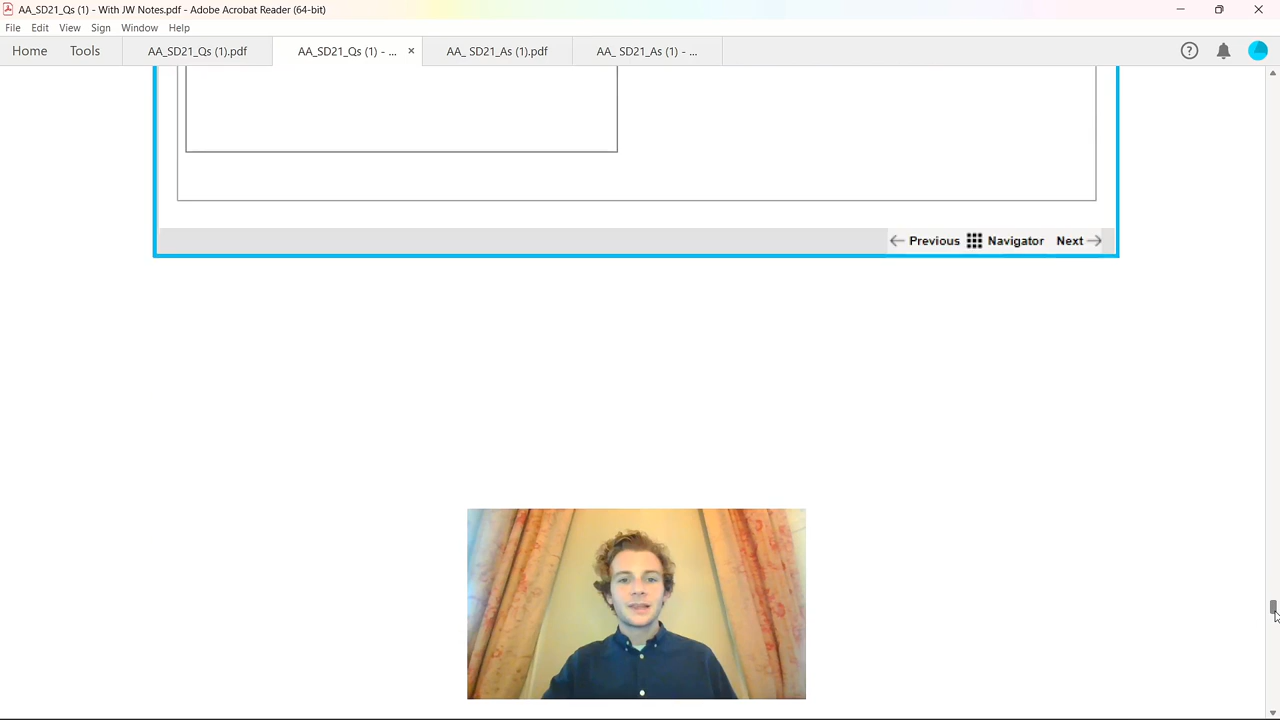 AA_SD21_Qs (1) - With JW Notes.pdf - Adobe Acrobat Reader (64-bit)
File Edit View Sign Window Help
Home Tools AA_SD21_Qs (1).pdf AA_SD21_Qs (1) - ... × AA_ SD21_As (1).pdf AA_ SD21_As (1) - ...
Previous Navigator Next